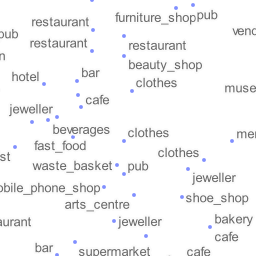 furniture_shop
pub
restaurant
vend
pub
restaurant
restaurant
n
beauty_shop
hotel
bar
clothes
muse
cafe
jeweller
beverages
clothes
me
fast_food
clothes
st
waste_basket
pub
jeweller
obile_phone_shop
arts_centre
shoe_shop
aurant
jeweller
bakery
cafe
bar
supermarket
cafe